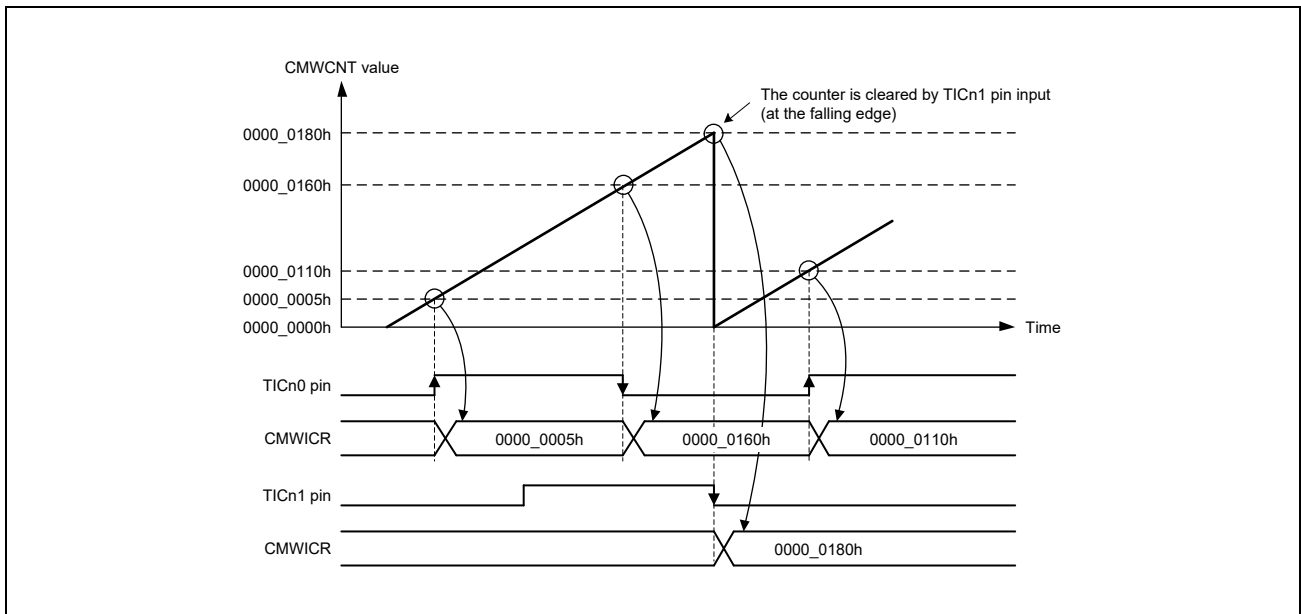 CMWCNT value
The counter is cleared by TICn1 pin input
(at the falling edge)
0000_0180h
0000_0160h
0000_0110h
0000_0005h
0000_0000h
Time
TICn0 pin
CMWICR
0000_0005h
0000_0160h
0000_0110h
TICn1 pin
CMWICR
0000_0180h